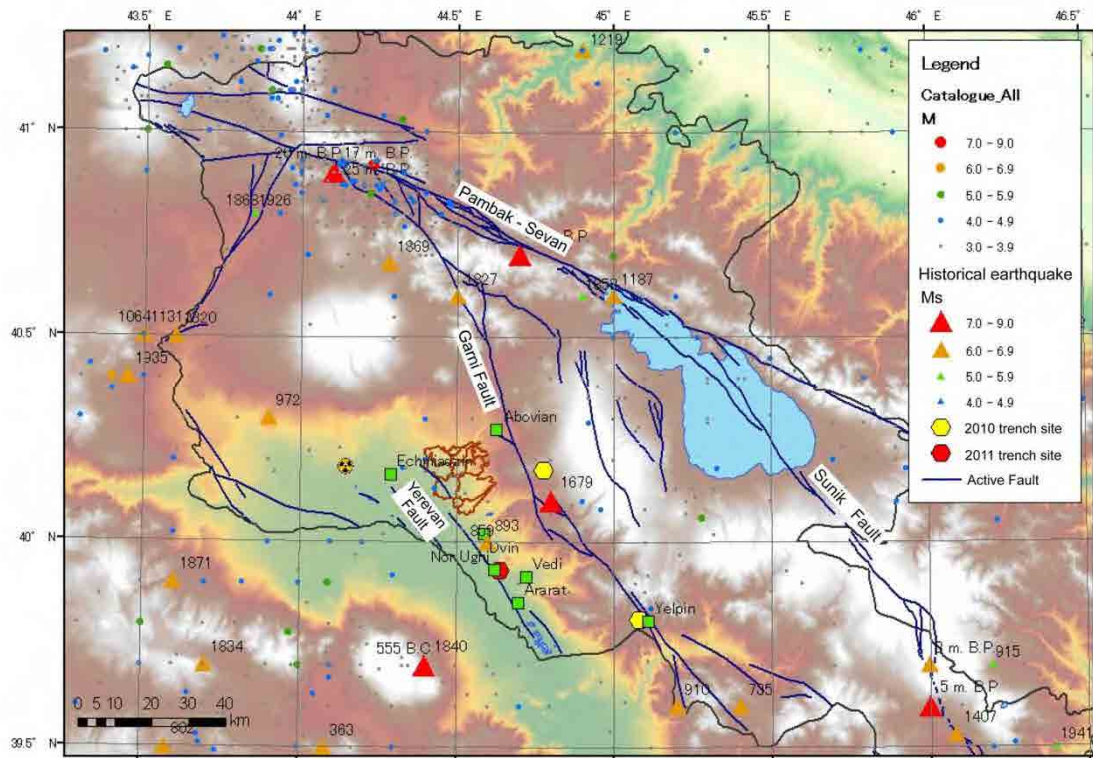 43.5° E
44° E
44.5° E
45° E
45.5° E
46° E
46.5° E
41° N
40.5° N
40° N
39.5° N
1219
17 m. B.P
18681926
1869
Pambak - Sevan
B.P
1827
1187
1935
972
Garni Fault
Abovian
Yerevan
Fault
1679
893
Dvin
Nor Ughi
Vedi
Ararat
Yelpin
Sunik Fault
1871
1834
555 B.C.
1840
910
735
915
5 m. B.P
1407
1941
802
363
0 5 10 20 30 40
km
Legend
Catalogue_All
M
7.0 - 9.0
6.0 - 6.9
5.0 - 5.9
4.0 - 4.9
3.0 - 3.9
Historical earthquake
Ms
7.0 - 9.0
6.0 - 6.9
5.0 - 5.9
4.0 - 4.9
2010 trench site
2011 trench site
Active Fault